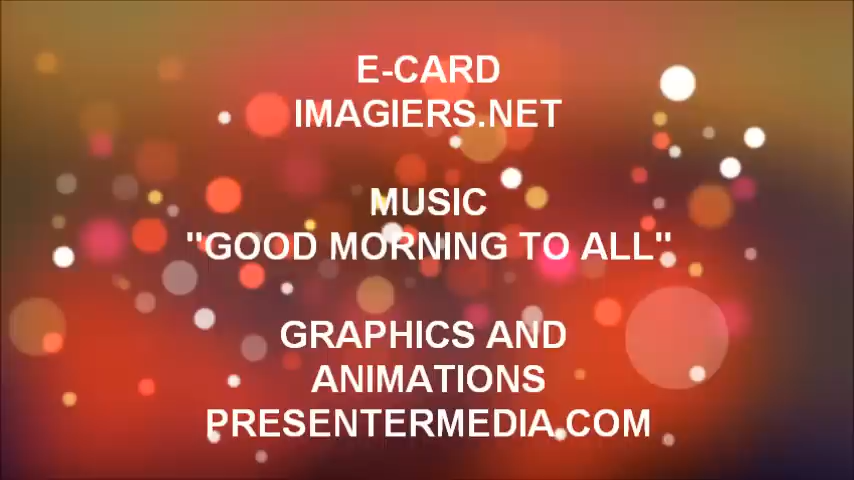 E-CARD
IMAGIERS.NET
MUSIC
"GOOD MORNING TO ALL"
GRAPHICS AND
ANIMATIONS
PRESENTERMEDIA.COM